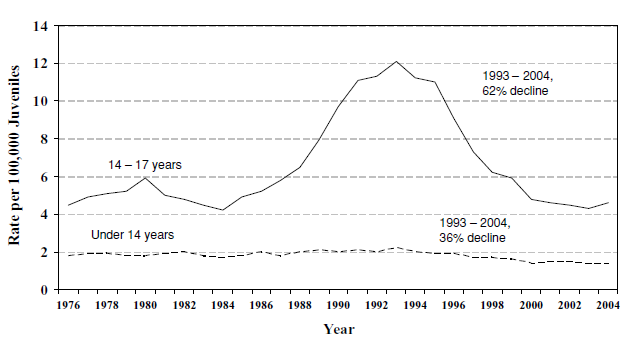 14
12
10
8
6
4
2
0
Rate per 100,000 Juveniles
1993 – 2004,
62% decline
14 – 17 years
1993 – 2004,
36% decline
Under 14 years
1976 1978 1980 1982 1984 1986 1988 1990 1992 1994 1996 1998 2000 2002 2004
Year